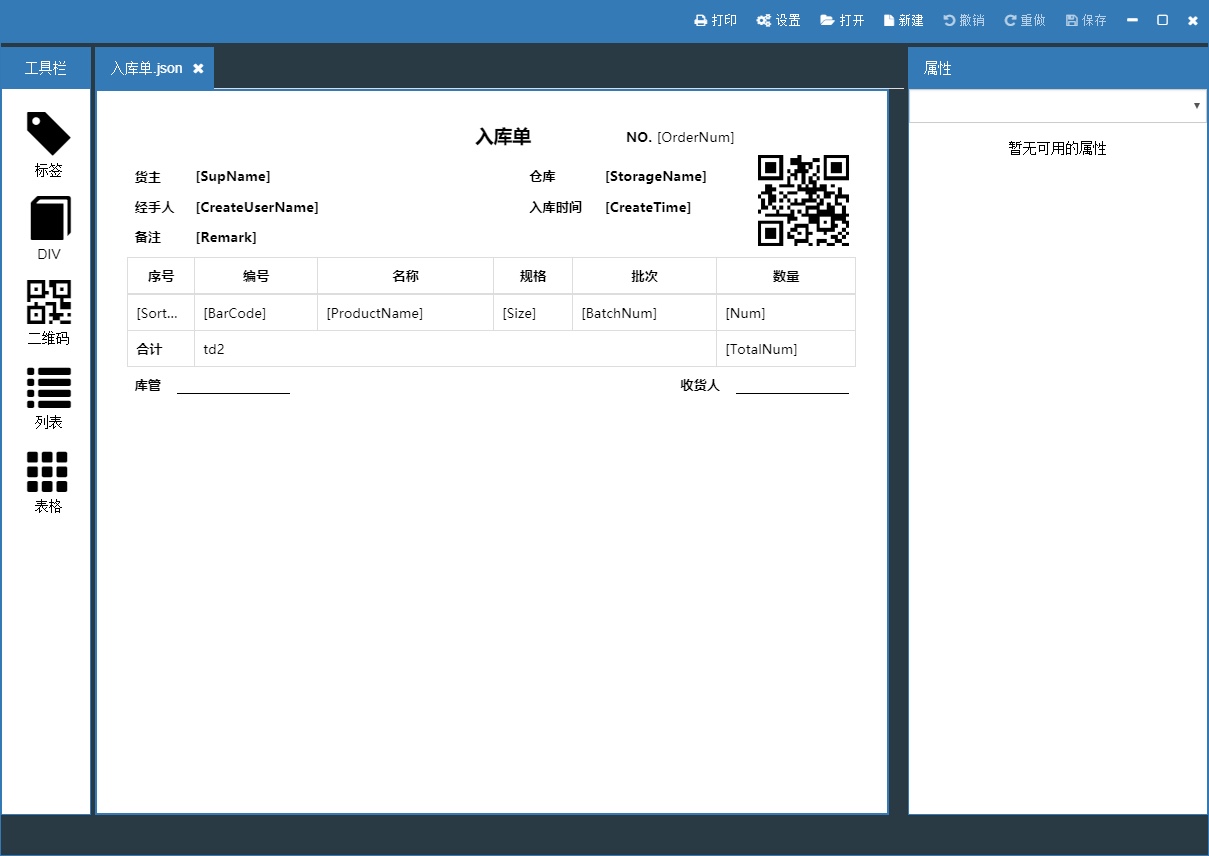 打印 设置 打开 新建 撤销 重做 保存
工具栏
入库单.json
属性
标签
DIV
二维码
列表
表格
入库单 NO. [OrderNum]
货主 [SupName] 仓库 [StorageName]
经手人 [CreateUserName] 入库时间 [CreateTime]
备注 [Remark]
序号 编号 名称 规格 批次 数量
[Sort... [BarCode] [ProductName] [Size] [BatchNum] [Num]
合计 td2 [TotalNum]
库管 收货人
暂无可用的属性